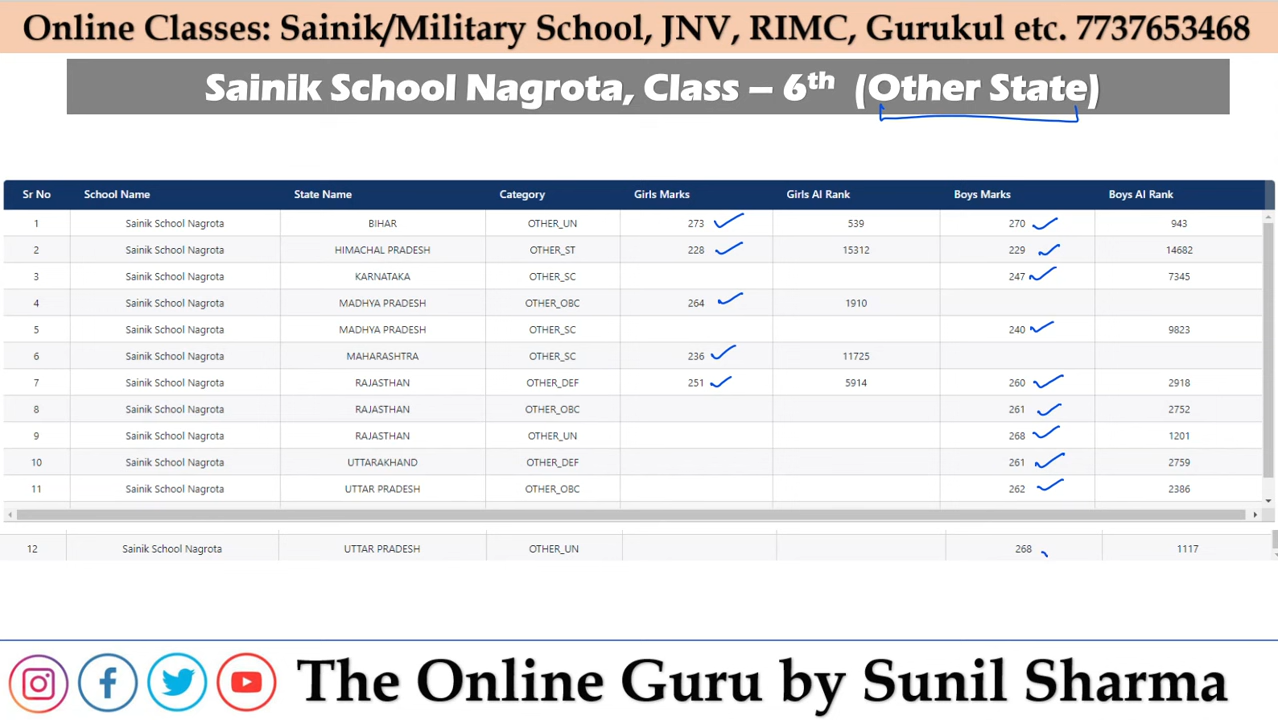 Online Classes: Sainik/Military School, JNV, RIMC, Gurukul etc. 7737653468
Sainik School Nagrota, Class – 6th (Other State)
Sr No School Name State Name Category Girls Marks Girls AI Rank Boys Marks Boys AI Rank
1 Sainik School Nagrota BIHAR OTHER_UN 273 539 270 943
2 Sainik School Nagrota HIMACHAL PRADESH OTHER_ST 228 15312 229 14682
3 Sainik School Nagrota KARNATAKA OTHER_SC 247 7345
4 Sainik School Nagrota MADHYA PRADESH OTHER_OBC 264 1910
5 Sainik School Nagrota MADHYA PRADESH OTHER_SC 240 9823
6 Sainik School Nagrota MAHARASHTRA OTHER_SC 236 11725
7 Sainik School Nagrota RAJASTHAN OTHER_DEF 251 5914 260 2918
8 Sainik School Nagrota RAJASTHAN OTHER_OBC 261 2752
9 Sainik School Nagrota RAJASTHAN OTHER_UN 268 1201
10 Sainik School Nagrota UTTARAKHAND OTHER_DEF 261 2759
11 Sainik School Nagrota UTTAR PRADESH OTHER_OBC 262 2386
12 Sainik School Nagrota UTTAR PRADESH OTHER_UN 268 1117
The Online Guru by Sunil Sharma